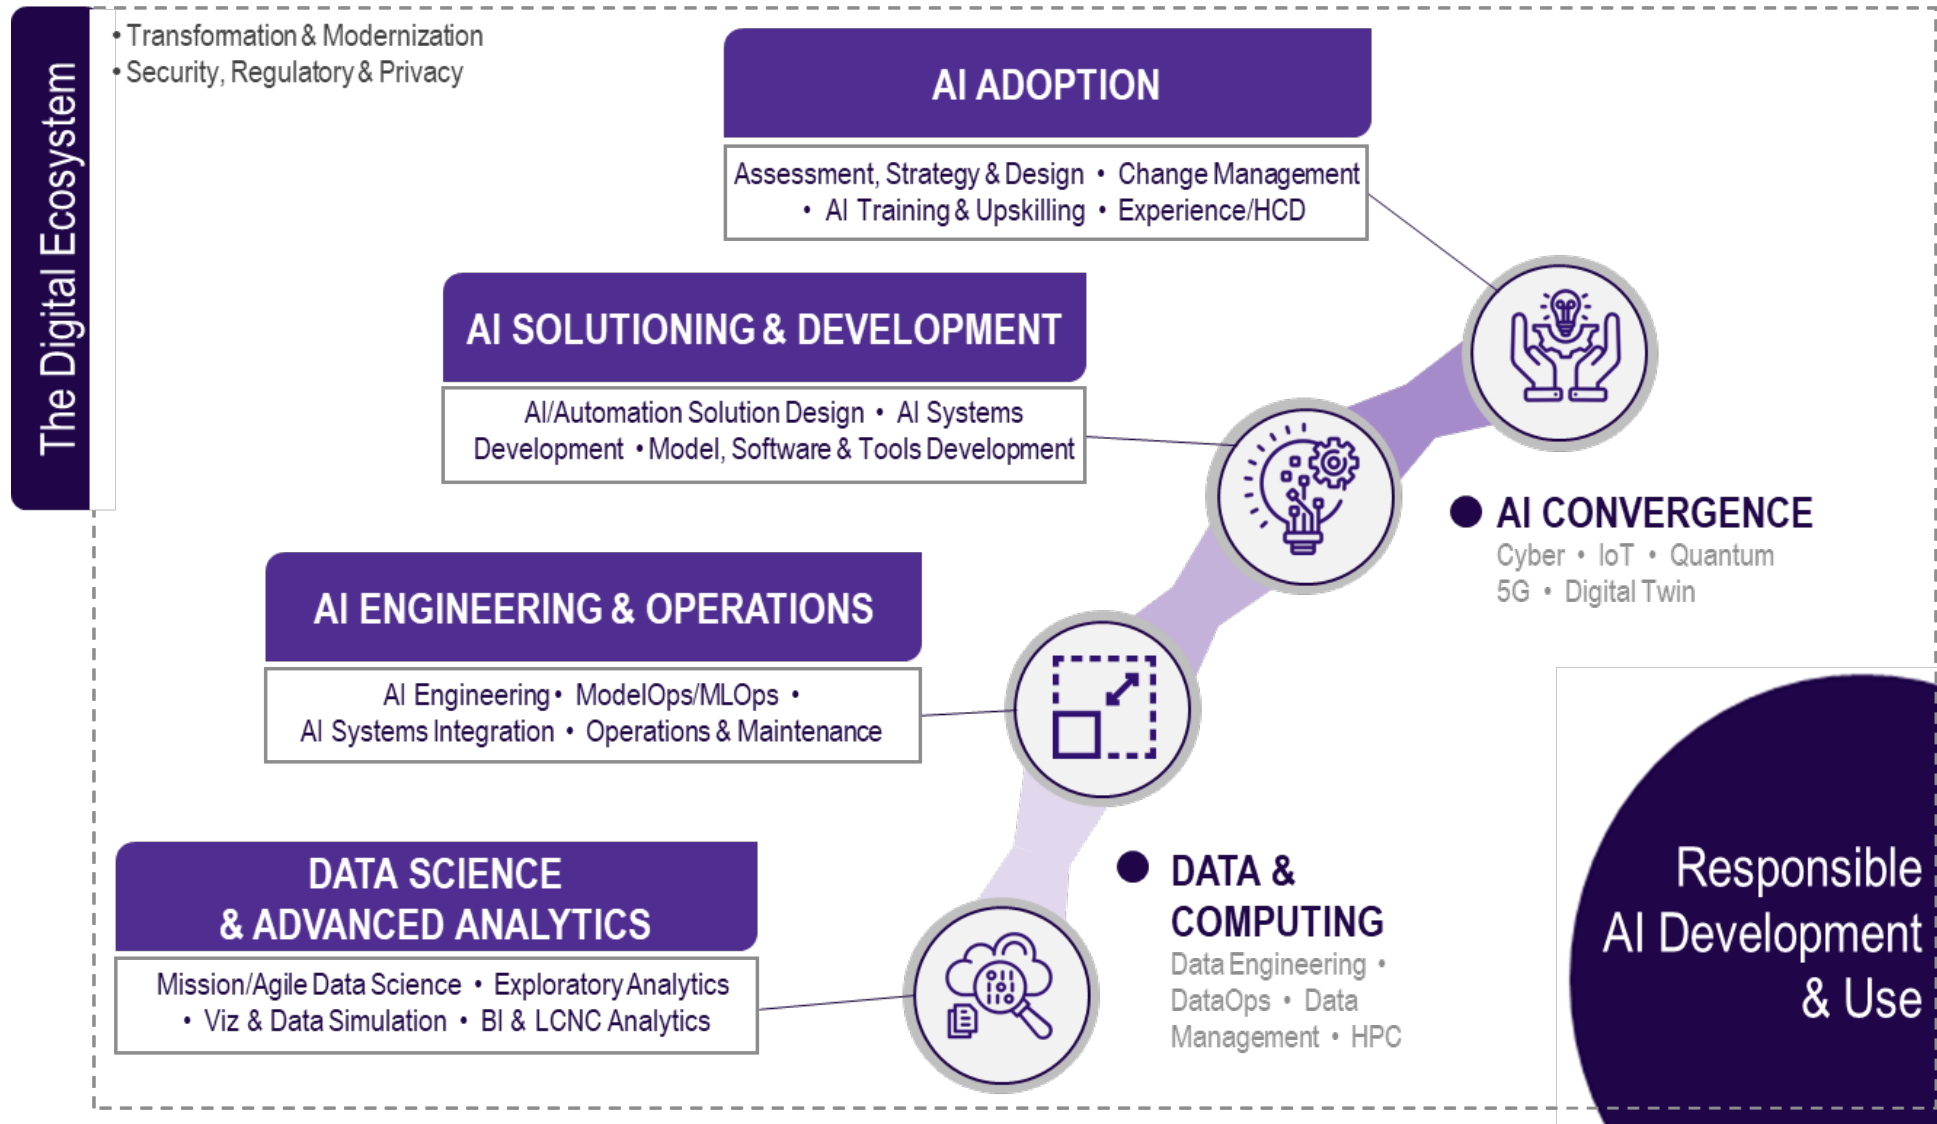 The Digital Ecosystem
• Transformation & Modernization
• Security, Regulatory & Privacy
AI ADOPTION
Assessment, Strategy & Design • Change Management
• AI Training & Upskilling • Experience/HCD
AI SOLUTIONING & DEVELOPMENT
AI/Automation Solution Design • AI Systems
Development • Model, Software & Tools Development
AI CONVERGENCE
Cyber • IoT • Quantum
5G • Digital Twin
AI ENGINEERING & OPERATIONS
AI Engineering • ModelOps/MLOps •
AI Systems Integration • Operations & Maintenance
DATA SCIENCE
& ADVANCED ANALYTICS
Mission/Agile Data Science • Exploratory Analytics
• Viz & Data Simulation • BI & LCNC Analytics
DATA &
COMPUTING
Data Engineering •
DataOps • Data
Management • HPC
Responsible
AI Development
& Use